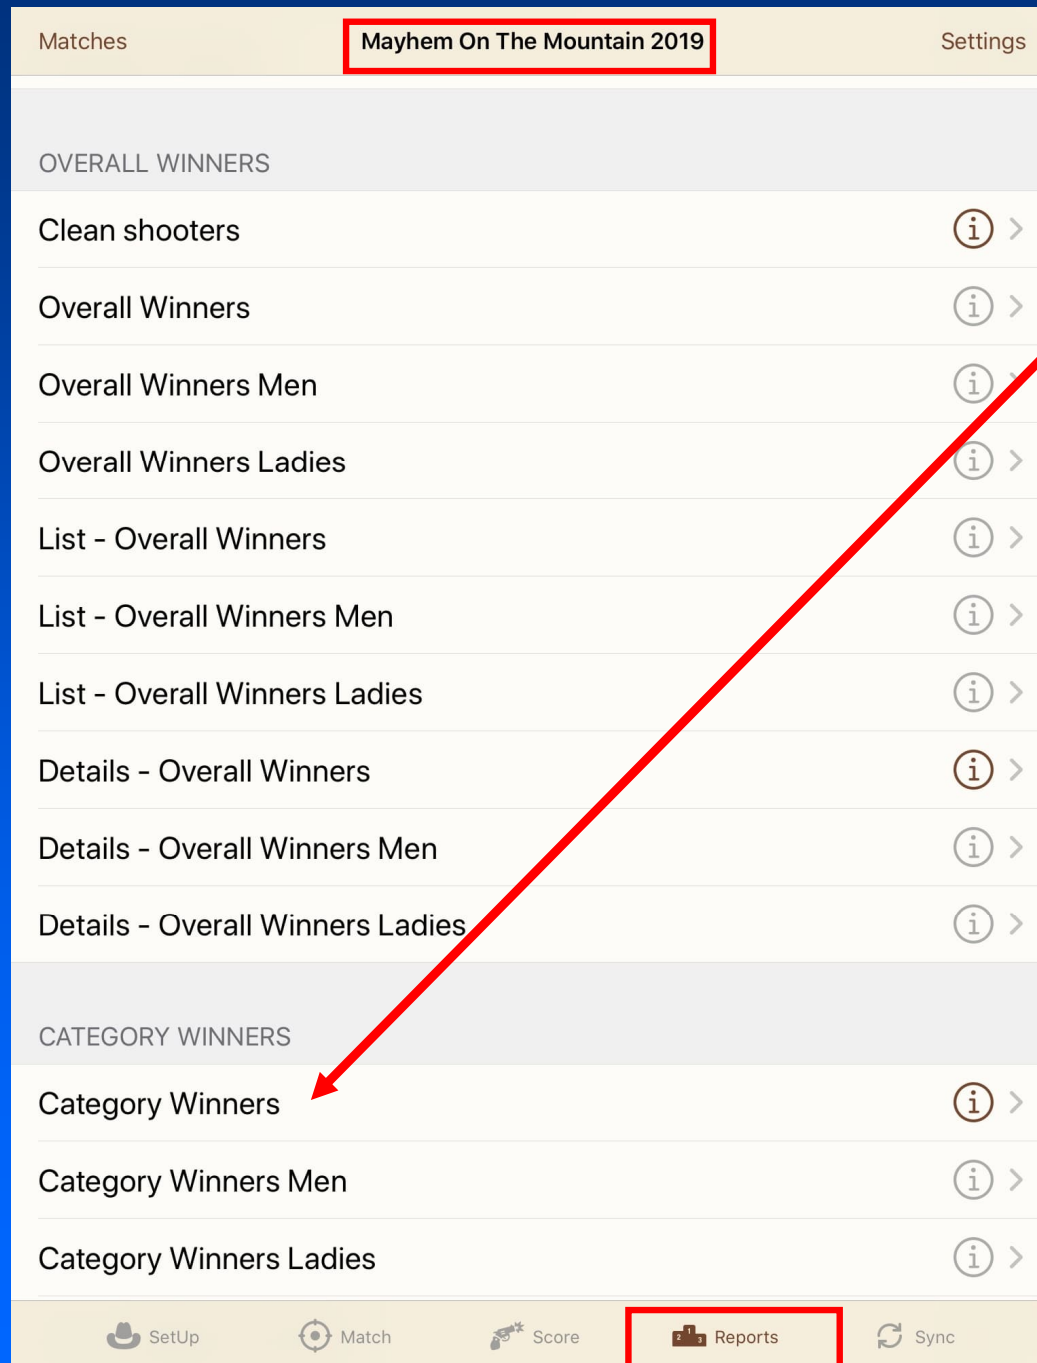 Matches Mayhem On The Mountain 2019 Settings
OVERALL WINNERS
Clean shooters
Overall Winners
Overall Winners Men
Overall Winners Ladies
List - Overall Winners
List - Overall Winners Men
List - Overall Winners Ladies
Details - Overall Winners
Details - Overall Winners Men
Details - Overall Winners Ladies
CATEGORY WINNERS
Category Winners
Category Winners Men
Category Winners Ladies
SetUp Match Score Reports Sync